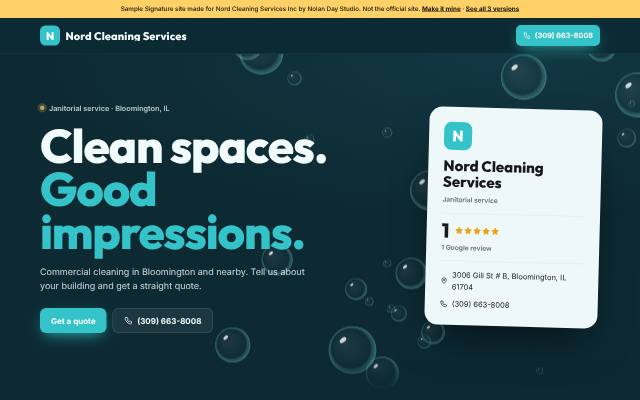 Sample Signature site made for Nord Cleaning Services Inc by Nolan Day Studio. Not the official site. Make it mine · See all 3 versions
N Nord Cleaning Services
(309) 663-8008
Janitorial service · Bloomington, IL
Clean spaces.
Good
impressions.
Commercial cleaning in Bloomington and nearby. Tell us about
your building and get a straight quote.
Get a quote
(309) 663-8008
N
Nord Cleaning
Services
Janitorial service
1 ★★★★★
1 Google review
3006 Gill St # B, Bloomington, IL
61704
(309) 663-8008